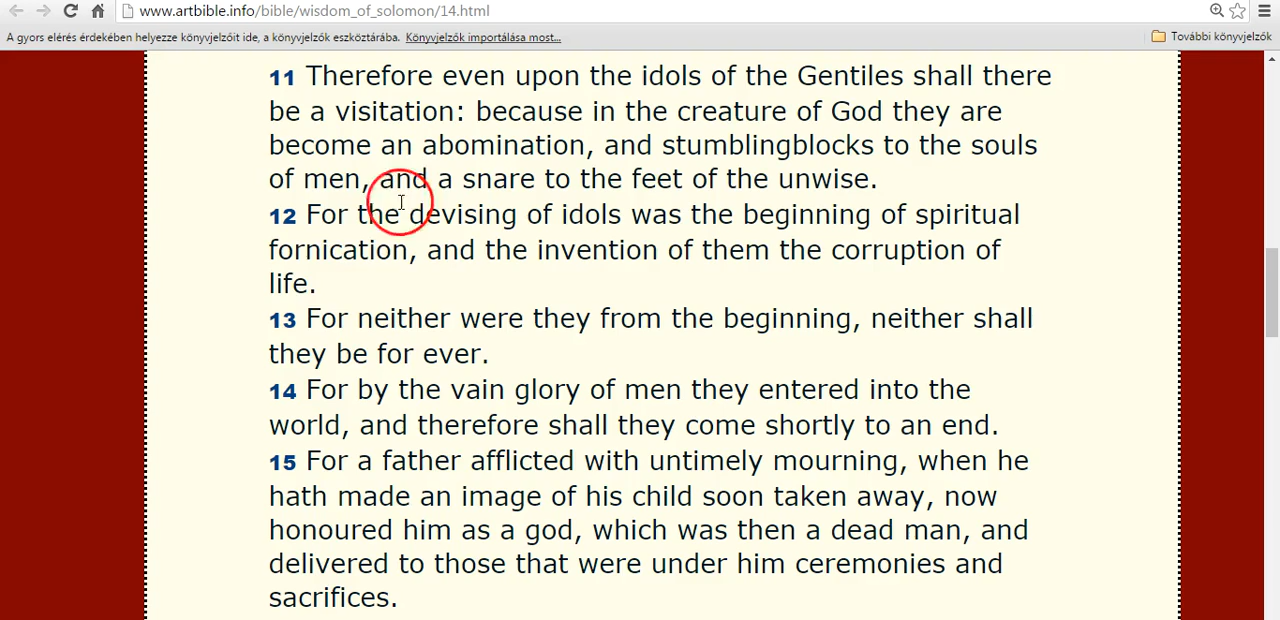 www.artbible.info/bible/wisdom_of_solomon/14.html
A gyors elérés érdekében helyezze könyvjelzőit ide, a könyvjelzők eszköztárába. Könyvjelzők importálása most... További könyvjelzők
11 Therefore even upon the idols of the Gentiles shall there
be a visitation: because in the creature of God they are
become an abomination, and stumblingblocks to the souls
of men, and a snare to the feet of the unwise.
12 For the devising of idols was the beginning of spiritual
fornication, and the invention of them the corruption of
life.
13 For neither were they from the beginning, neither shall
they be for ever.
14 For by the vain glory of men they entered into the
world, and therefore shall they come shortly to an end.
15 For a father afflicted with untimely mourning, when he
hath made an image of his child soon taken away, now
honoured him as a god, which was then a dead man, and
delivered to those that were under him ceremonies and
sacrifices.